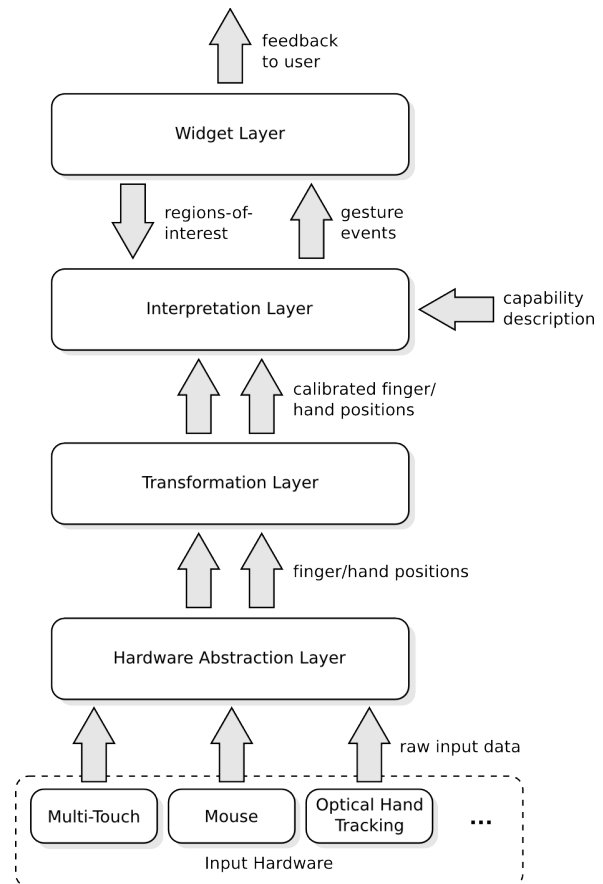 feedback
to user
Widget Layer
regions-of-
interest
gesture
events
Interpretation Layer
capability
description
calibrated finger/
hand positions
Transformation Layer
finger/hand positions
Hardware Abstraction Layer
raw input data
Multi-Touch
Mouse
Optical Hand
Tracking
...
Input Hardware